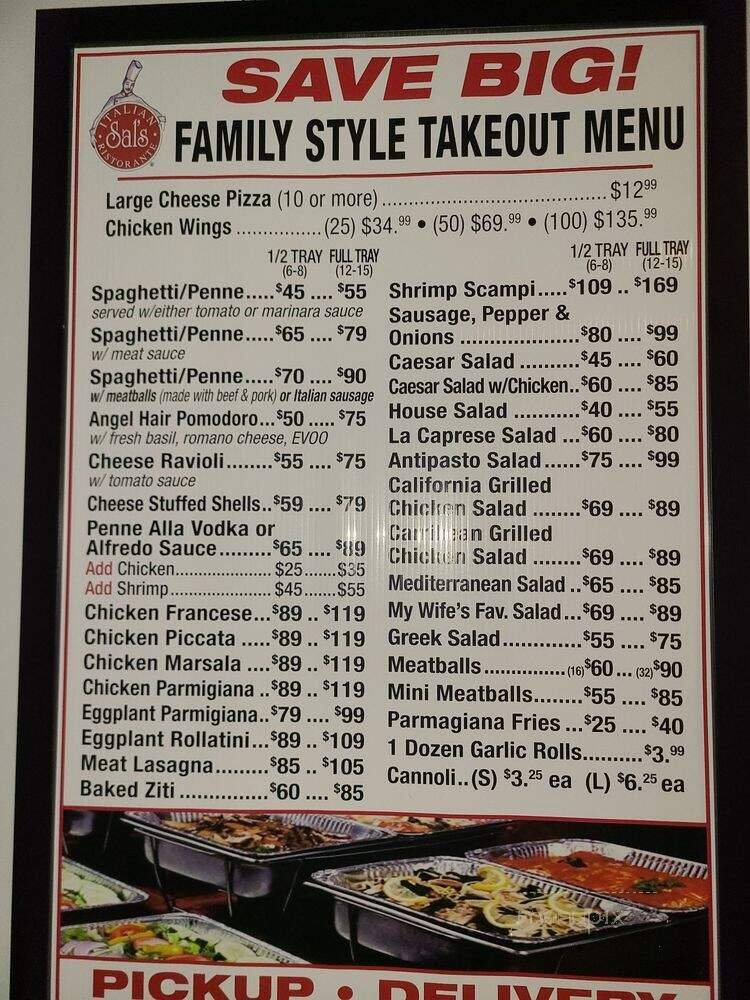 SAVE BIG!
ITALIAN
Sal's
RISTORANTE
FAMILY STYLE TAKEOUT MENU
Large Cheese Pizza (10 or more) ........ $12.99
Chicken Wings ........ (25) $34.99 • (50) $69.99 • (100) $135.99
1/2 TRAY FULL TRAY
(6-8) (12-15)
Spaghetti/Penne.....$45 .... $55
served w/either tomato or marinara sauce
Spaghetti/Penne.....$65 .... $79
w/ meat sauce
Spaghetti/Penne.....$70 .... $90
w/ meatballs (made with beef & pork) or Italian sausage
Angel Hair Pomodoro...$50 ..... $75
w/ fresh basil, romano cheese, EVOO
Cheese Ravioli........$55 .... $75
w/ tomato sauce
Cheese Stuffed Shells..$59 .... $79
Penne Alla Vodka or
Alfredo Sauce.........$65 .... $89
Add Chicken........ $25.......$35
Add Shrimp........ $45.......$55
Chicken Francese...$89 .. $119
Chicken Piccata .....$89 .. $119
Chicken Marsala ....$89 .. $119
Chicken Parmigiana ..$89 .. $119
Eggplant Parmigiana..$79 .... $99
Eggplant Rollatini...$89 .. $109
Meat Lasagna.........$85 .. $105
Baked Ziti ...............$60 .... $85
1/2 TRAY FULL TRAY
(6-8) (12-15)
Shrimp Scampi.....$109 .. $169
Sausage, Pepper &
Onions ........$80 .... $99
Caesar Salad .........$45 .... $60
Caesar Salad w/Chicken..$60 .... $85
House Salad ..........$40 .... $55
La Caprese Salad ...$60 .... $80
Antipasto Salad ......$75 .... $99
California Grilled
Chicken Salad .......$69 .... $89
Carribean Grilled
Chicken Salad .......$69 .... $89
Mediterranean Salad ..$65 .... $85
My Wife's Fav. Salad...$69 .... $89
Greek Salad.............$55 .... $75
Meatballs ...............(16)$60 ... (32)$90
Mini Meatballs........$55 .... $85
Parmagiana Fries ...$25 .... $40
1 Dozen Garlic Rolls..........$3.99
Cannoli..(S) $3.25 ea (L) $6.25 ea
PICKUP • DELIVERY